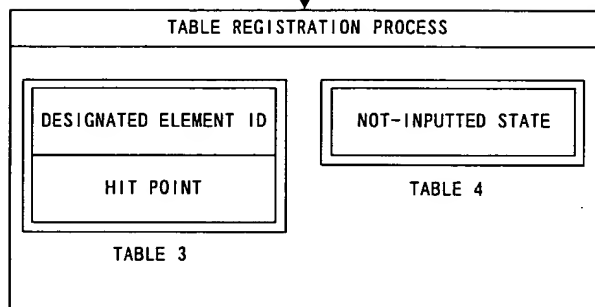 TABLE REGISTRATION PROCESS
DESIGNATED ELEMENT ID
HIT POINT
TABLE 3
NOT-INPUTTED STATE
TABLE 4